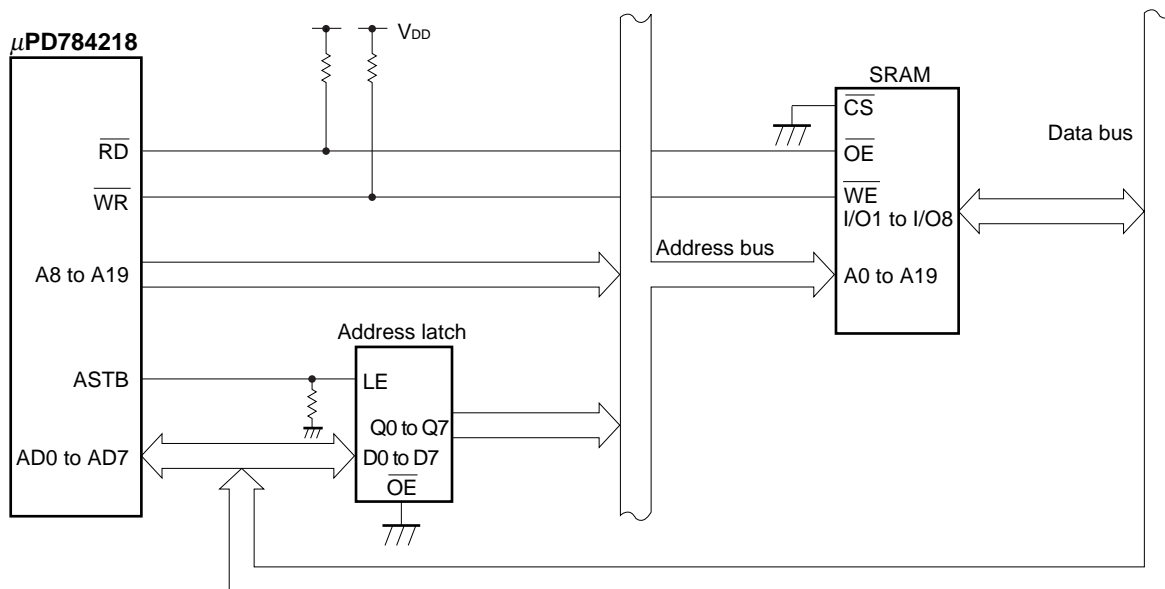 μPD784218
VDD
SRAM
CS
RD
OE
Data bus
WR
WE
I/O1 to I/O8
Address bus
A8 to A19
A0 to A19
Address latch
ASTB
LE
Q0 to Q7
AD0 to AD7
D0 to D7
OE